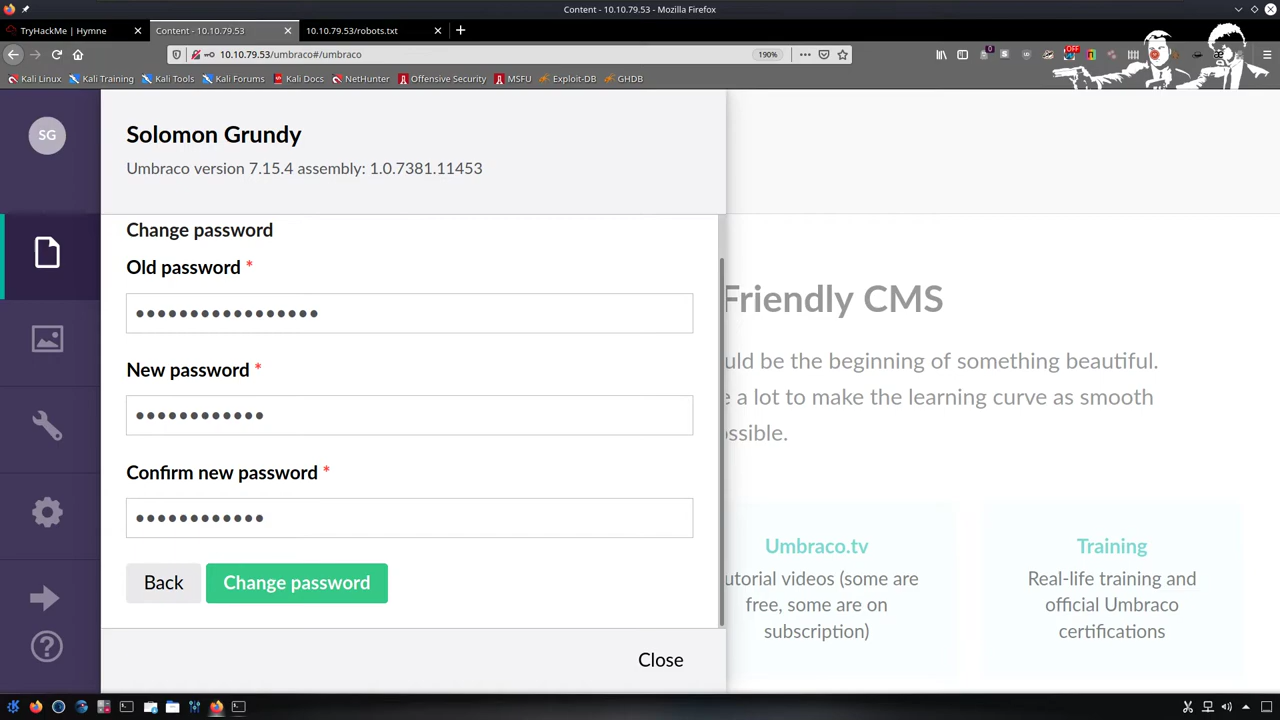 Content - 10.10.79.53 - Mozilla Firefox
TryHackMe | Hymne
Content - 10.10.79.53
10.10.79.53/robots.txt
10.10.79.53/umbraco#/umbraco
190%
OFF
Kali Linux
Kali Training
Kali Tools
Kali Forums
Kali Docs
NetHunter
Offensive Security
MSFU
Exploit-DB
GHDB
SG
Solomon Grundy
Umbraco version 7.15.4 assembly: 1.0.7381.11453
Change password
Old password *
New password *
Confirm new password *
Back
Change password
Close
Friendly CMS
uld be the beginning of something beautiful.
e a lot to make the learning curve as smooth
ossible.
Umbraco.tv
utorial videos (some are
free, some are on
subscription)
Training
Real-life training and
official Umbraco
certifications